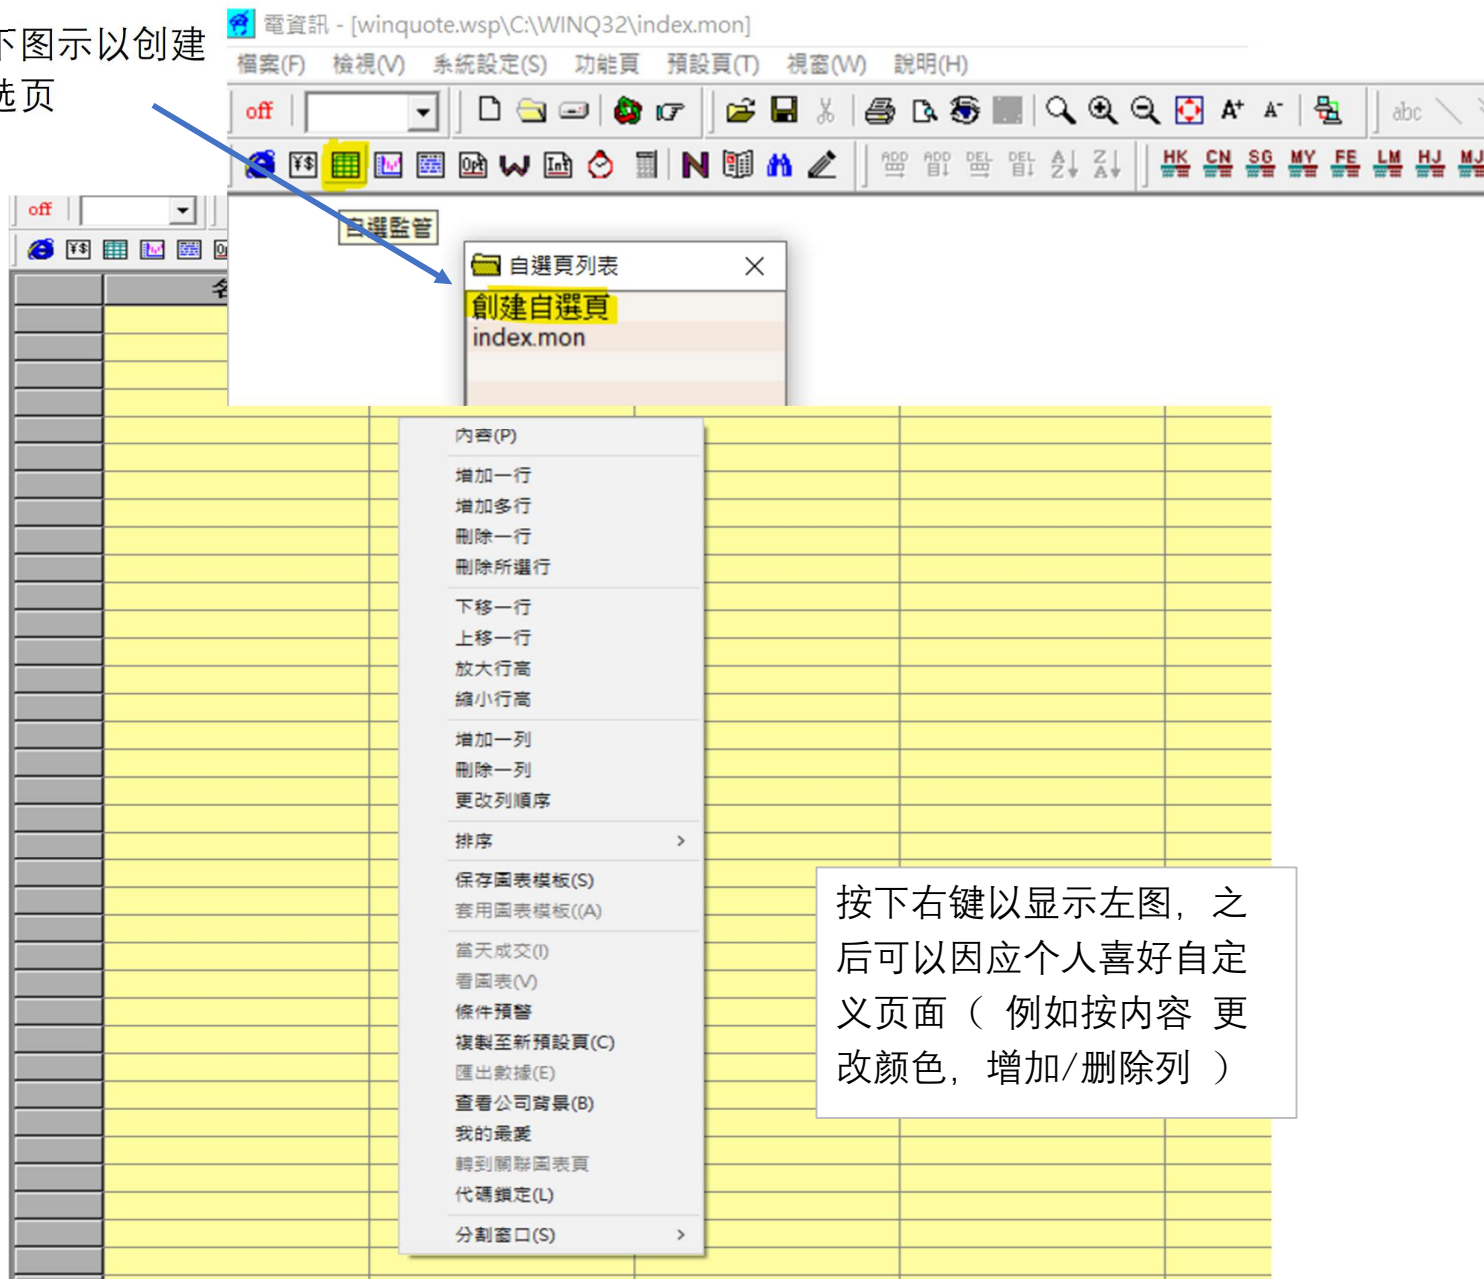 下图示以创建
选页
電資訊 - [winquote.wsp\C:\WINQ32\index.mon]
檔案(F) 檢視(V) 系統設定(S) 功能頁 預設頁(T) 視窗(W) 說明(H)
off
abc
HK CN SG MY FE LM HJ MJ
自選監管
off
自選頁列表
創建自選頁
index.mon
名
內容(P)
增加一行
增加多行
刪除一行
刪除所選行
下移一行
上移一行
放大行高
縮小行高
增加一列
刪除一列
更改列順序
排序
保存圖表模板(S)
套用圖表模板((A)
當天成交(I)
看圖表(V)
條件預警
複製至新預設頁(C)
匯出數據(E)
查看公司背景(B)
我的最愛
轉到關聯圖表頁
代碼鎖定(L)
分割窗口(S)
按下右键以显示左图，之
后可以因应个人喜好自定
义页面（ 例如按内容 更
改颜色，增加/删除列 ）